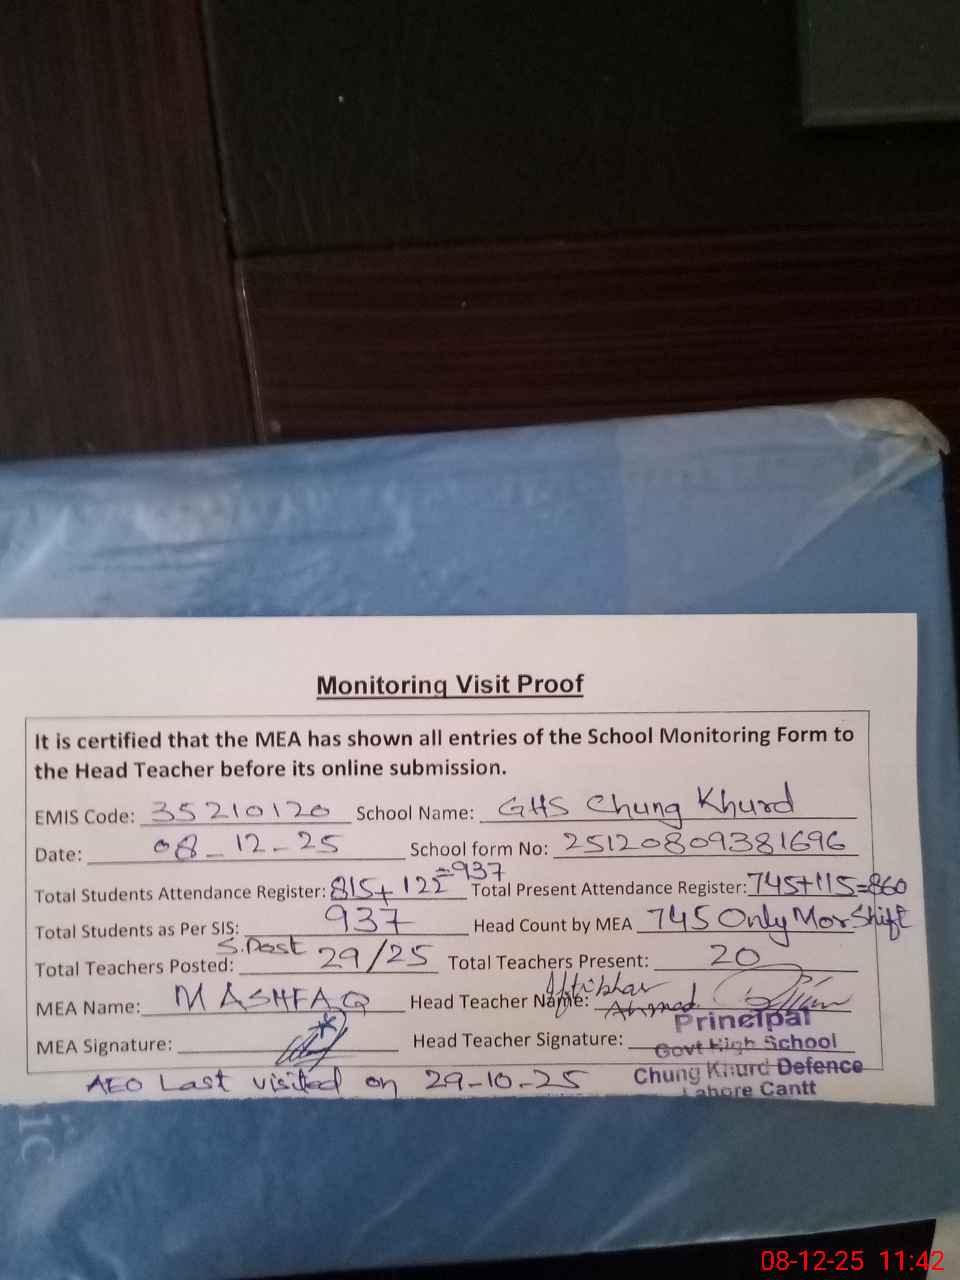 Monitoring Visit Proof
It is certified that the MEA has shown all entries of the School Monitoring Form to
the Head Teacher before its online submission.
EMIS Code: 35210120 School Name: GHS Chung Khurd
Date: 08-12-25 School form No: 25120809381696
Total Students Attendance Register: 815+122=937 Total Present Attendance Register: 745+115=860
Total Students as Per SIS: 937 Head Count by MEA 745 Only Mor Shift
Total Teachers Posted: S.Post 29/25 Total Teachers Present: 20
MEA Name: M ASHFAQ Head Teacher Name: Iftikhar Ahmed
MEA Signature: Head Teacher Signature:
Principal
Govt High School
Chung Khurd Defence
Lahore Cantt
AEO Last visited on 29-10-25
ic
08-12-25 11:42